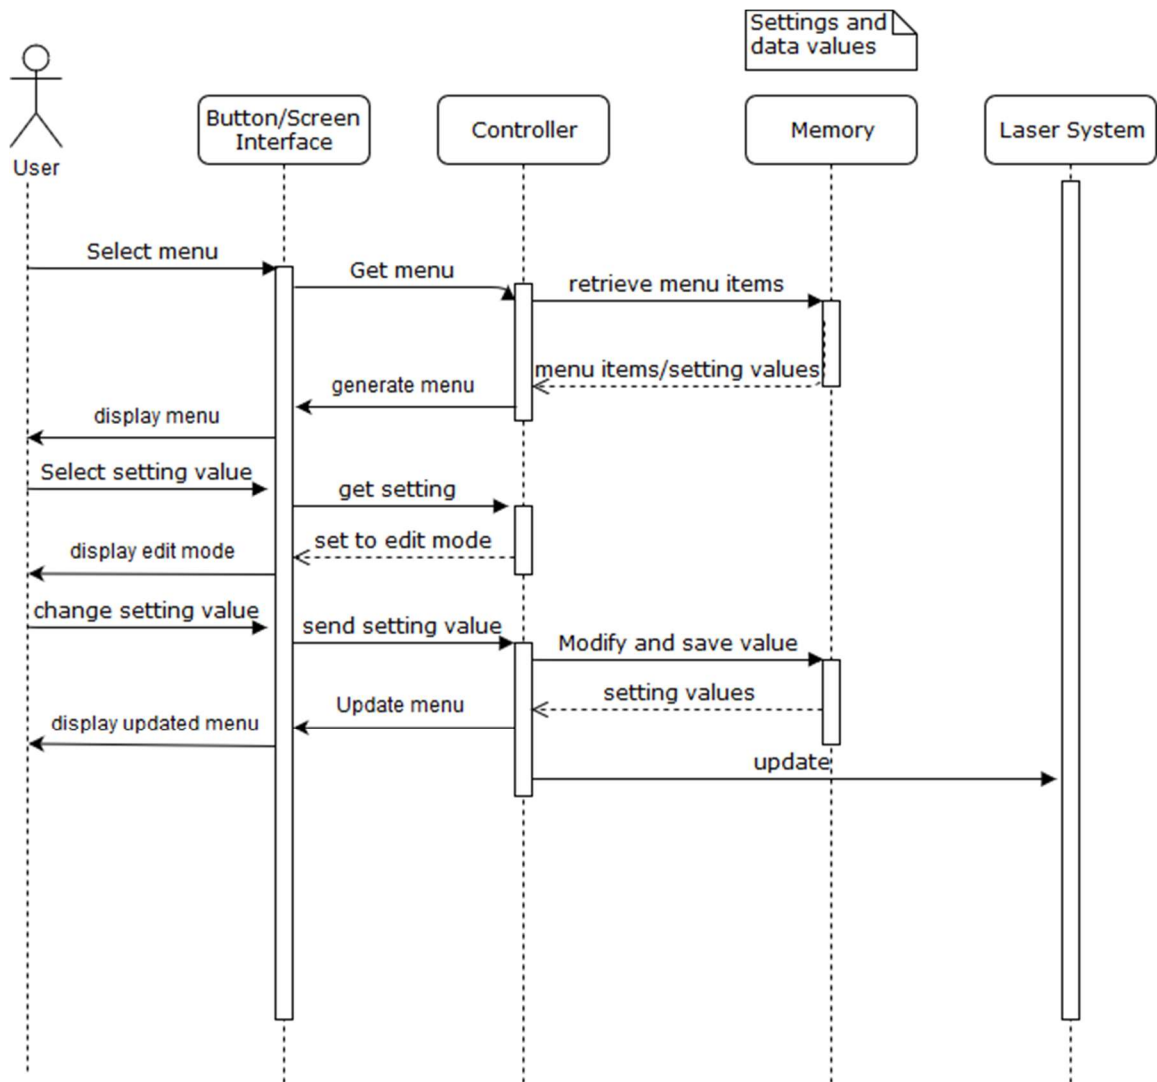 Settings and
data values
User
Button/Screen
Interface
Controller
Memory
Laser System
Select menu
Get menu
retrieve menu items
menu items/setting values
generate menu
display menu
Select setting value
get setting
set to edit mode
display edit mode
change setting value
send setting value
Modify and save value
setting values
Update menu
display updated menu
update